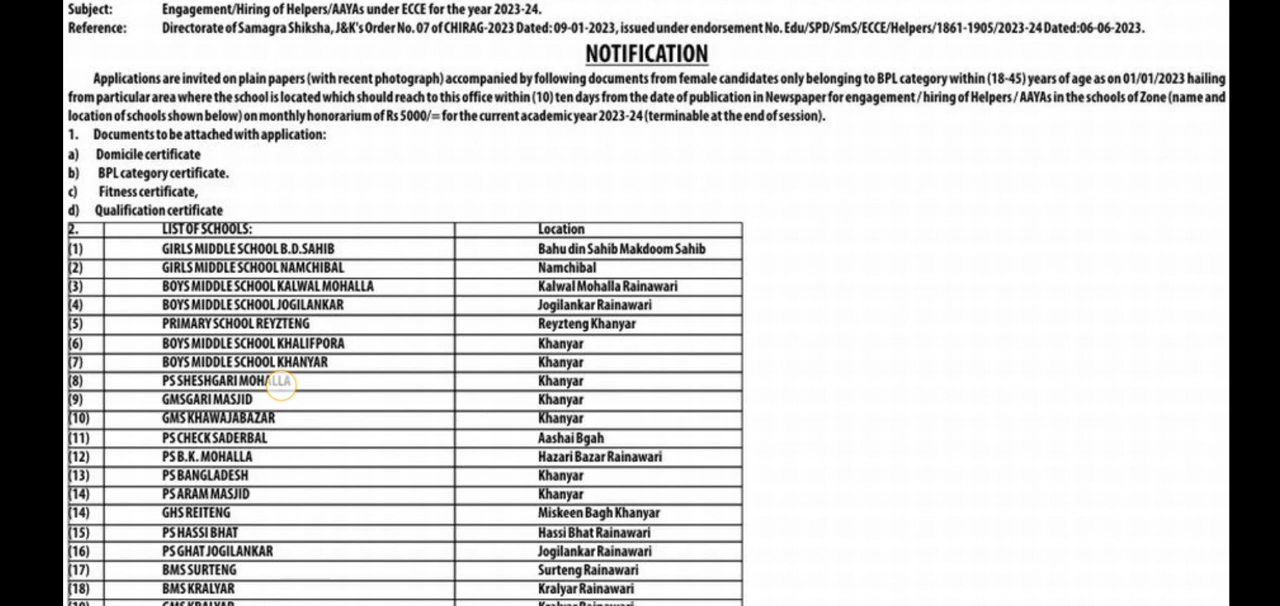 Subject: Engagement/Hiring of Helpers/AAYAs under ECCE for the year 2023-24.
Reference: Directorate of Samagra Shiksha, J&K's Order No. 07 of CHIRAG-2023 Dated: 09-01-2023, issued under endorsement No. Edu/SPD/SmS/ECCE/Helpers/1861-1905/2023-24 Dated:06-06-2023.
NOTIFICATION
Applications are invited on plain papers (with recent photograph) accompanied by following documents from female candidates only belonging to BPL category within (18-45) years of age as on 01/01/2023 hailing
from particular area where the school is located which should reach to this office within (10) ten days from the date of publication in Newspaper for engagement / hiring of Helpers / AAYAs in the schools of Zone (name and
location of schools shown below) on monthly honorarium of Rs 5000/= for the current academic year 2023-24 (terminable at the end of session).
1. Documents to be attached with application:
a) Domicile certificate
b) BPL category certificate.
c) Fitness certificate,
d) Qualification certificate
2. LIST OF SCHOOLS: Location
(1) GIRLS MIDDLE SCHOOL B.D.SAHIB Bahu din Sahib Makdoom Sahib
(2) GIRLS MIDDLE SCHOOL NAMCHIBAL Namchibal
(3) BOYS MIDDLE SCHOOL KALWAL MOHALLA Kalwal Mohalla Rainawari
(4) BOYS MIDDLE SCHOOL JOGILANKAR Jogilankar Rainawari
(5) PRIMARY SCHOOL REYZTENG Reyzteng Khanyar
(6) BOYS MIDDLE SCHOOL KHALIFPORA Khanyar
(7) BOYS MIDDLE SCHOOL KHANYAR Khanyar
(8) PS SHESHGARI MOHALLA Khanyar
(9) GMSGARI MASJID Khanyar
(10) GMS KHAWAJABAZAR Khanyar
(11) PS CHECK SADERBAL Aashai Bgah
(12) PS B.K. MOHALLA Hazari Bazar Rainawari
(13) PS BANGLADESH Khanyar
(14) PS ARAM MASJID Khanyar
(14) GHS REITENG Miskeen Bagh Khanyar
(15) PS HASSI BHAT Hassi Bhat Rainawari
(16) PS GHAT JOGILANKAR Jogilankar Rainawari
(17) BMS SURTENG Surteng Rainawari
(18) BMS KRALYAR Kralyar Rainawari
(19) GMS KRALYAR Kralyar Rainawari